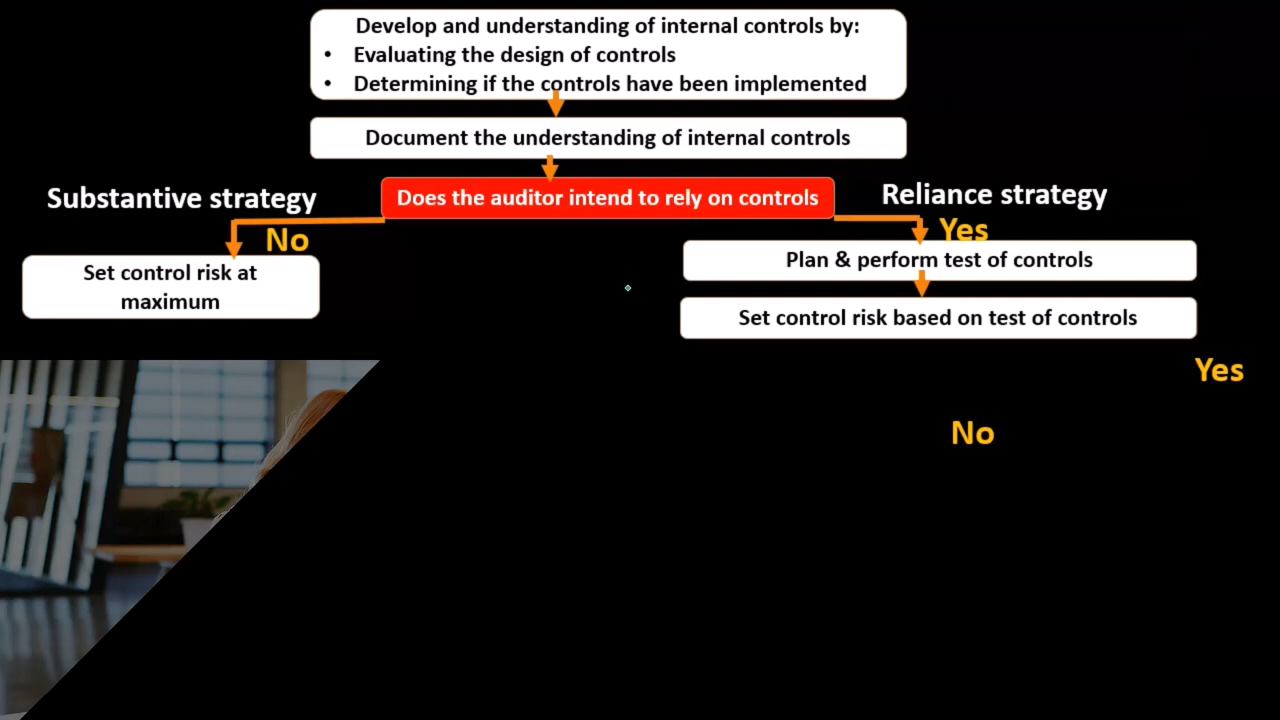 Develop and understanding of internal controls by:
• Evaluating the design of controls
• Determining if the controls have been implemented
Document the understanding of internal controls
Does the auditor intend to rely on controls
Substantive strategy
Reliance strategy
No
Yes
Set control risk at
maximum
Plan & perform test of controls
Set control risk based on test of controls
Yes
No